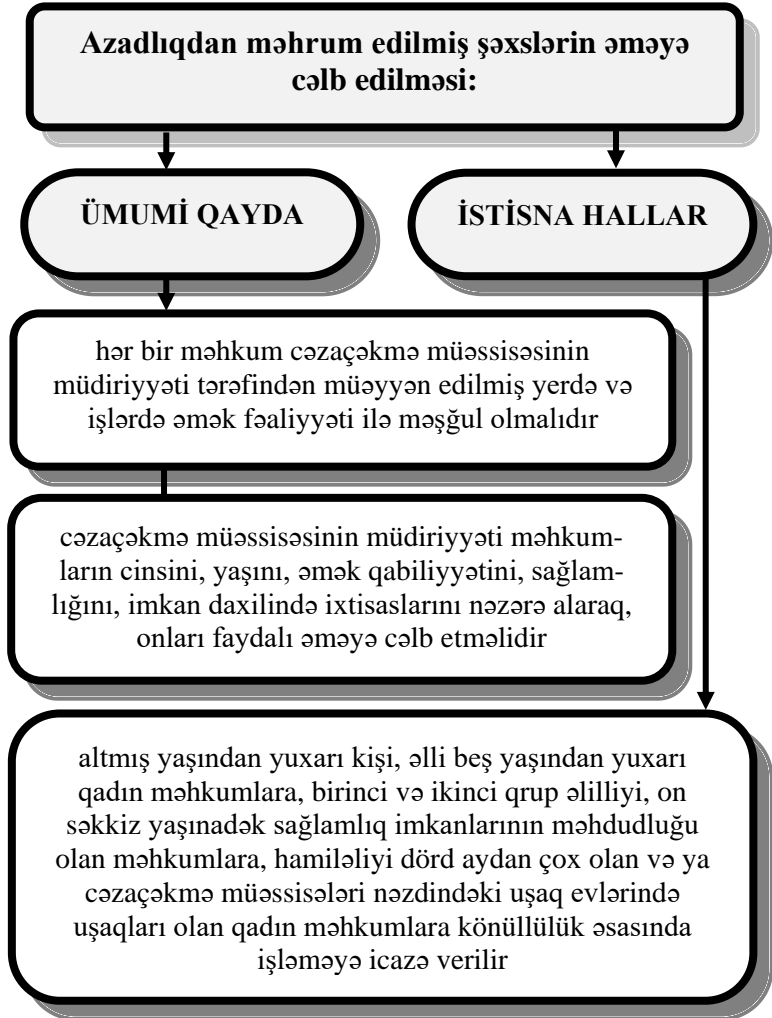 Azadlıqdan məhrum edilmiş şəxslərin əməyə
cəlb edilməsi:
ÜMUMİ QAYDA
İSTİSNA HALLAR
hər bir məhkum cəzaçəkmə müəssisəsinin
müdiriyyəti tərəfindən müəyyən edilmiş yerdə və
işlərdə əmək fəaliyyəti ilə məşğul olmalıdır
cəzaçəkmə müəssisəsinin müdiriyyəti məhkum-
ların cinsini, yaşını, əmək qabiliyyətini, sağlam-
lığını, imkan daxilində ixtisaslarını nəzərə alaraq,
onları faydalı əməyə cəlb etməlidir
altmış yaşından yuxarı kişi, əlli beş yaşından yuxarı
qadın məhkumlara, birinci və ikinci qrup əlilliyi, on
səkkiz yaşınadək sağlamlıq imkanlarının məhdudluğu
olan məhkumlara, hamiləliyi dörd aydan çox olan və ya
cəzaçəkmə müəssisələri nəzdindəki uşaq evlərində
uşaqları olan qadın məhkumlara könüllülük əsasında
işləməyə icazə verilir